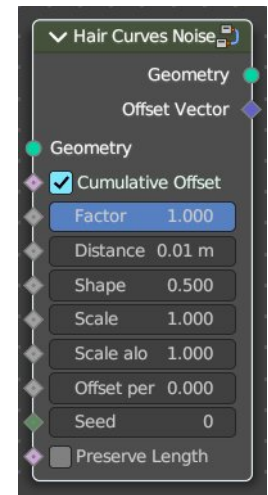 Hair Curves Noise
Geometry
Offset Vector
Geometry
Cumulative Offset
Factor 1.000
Distance 0.01 m
Shape 0.500
Scale 1.000
Scale alo 1.000
Offset per 0.000
Seed 0
Preserve Length